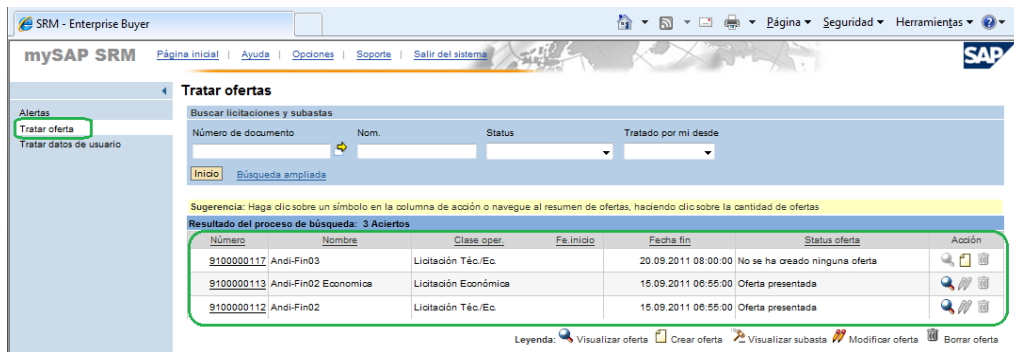 SRM - Enterprise Buyer
Página Seguridad Herramientas
mySAP SRM Página inicial | Ayuda | Opciones | Soporte | Salir del sistema SAP
Tratar ofertas
Alertas
Tratar oferta
Tratar datos de usuario
Buscar licitaciones y subastas
Número de documento Nom. Status Tratado por mi desde
Inicio Búsqueda ampliada
Sugerencia: Haga clic sobre un símbolo en la columna de acción o navegue al resumen de ofertas, haciendo clic sobre la cantidad de ofertas
Resultado del proceso de búsqueda: 3 Aciertos
Número Nombre Clase oper. Fe.inicio Fecha fin Status oferta Acción
9100000117 Andi-Fin03 Licitación Téc./Ec. 20.09.2011 08:00:00 No se ha creado ninguna oferta
9100000113 Andi-Fin02 Economica Licitación Económica 15.09.2011 06:55:00 Oferta presentada
9100000112 Andi-Fin02 Licitación Téc./Ec. 15.09.2011 06:55:00 Oferta presentada
Leyenda: Visualizar oferta Crear oferta Visualizar subasta Modificar oferta Borrar oferta